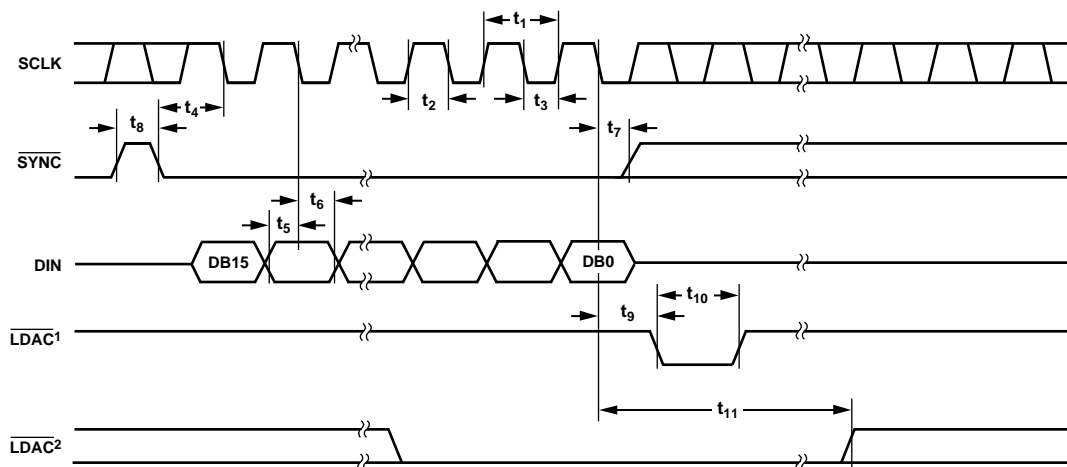 t1
SCLK
t4
t2
t3
t8
t7
SYNC
t6
t5
DIN
DB15
DB0
t10
t9
LDAC1
t11
LDAC2